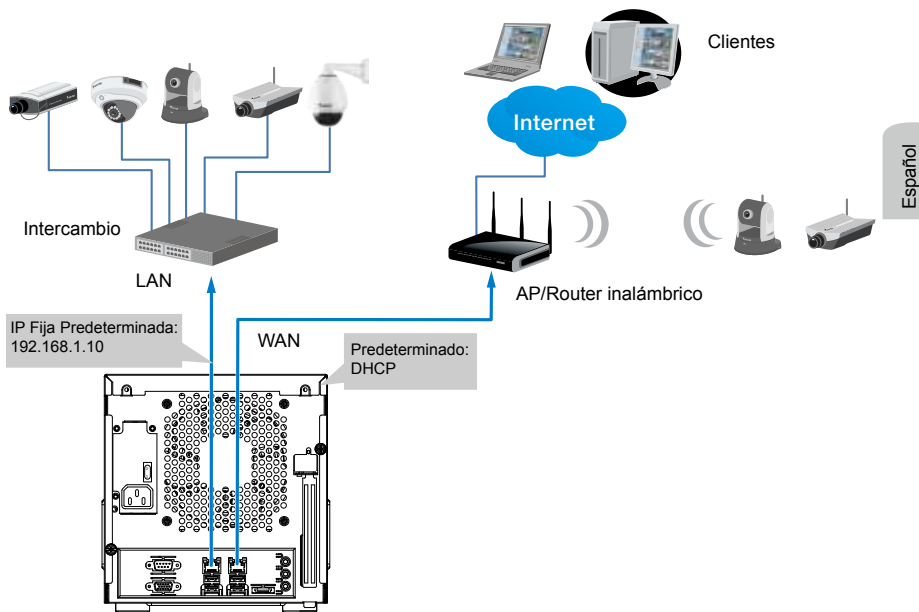 Clientes
Internet
Español
Intercambio
LAN
AP/Router inalámbrico
IP Fija Predeterminada:
192.168.1.10
WAN
Predeterminado:
DHCP